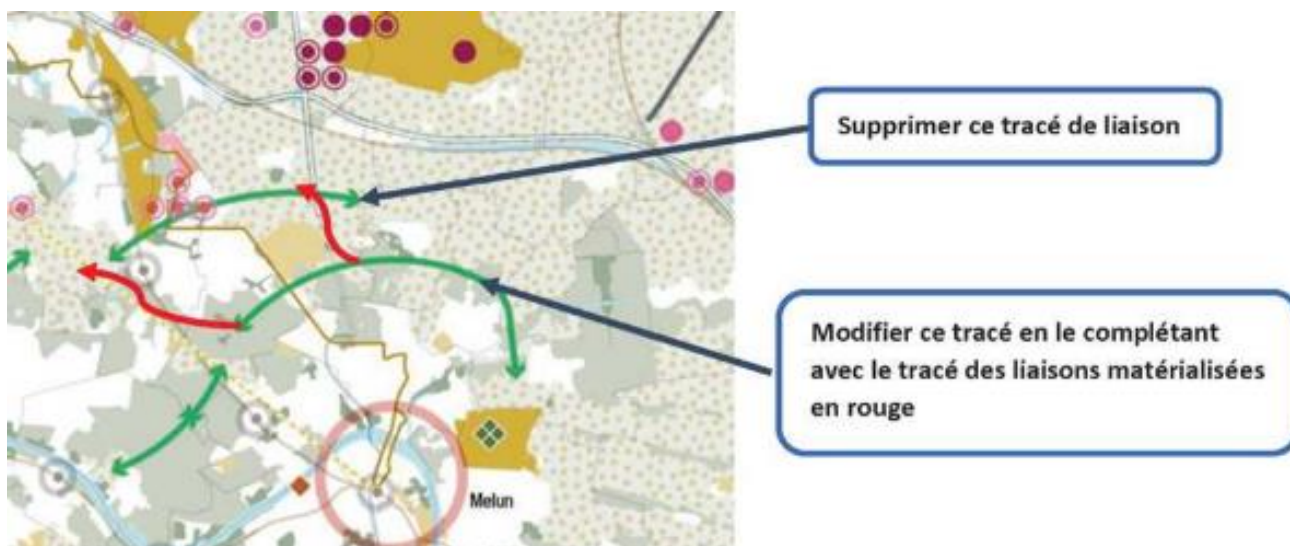 Supprimer ce tracé de liaison
Modifier ce tracé en le complétant
avec le tracé des liaisons matérialisées
en rouge
Melun